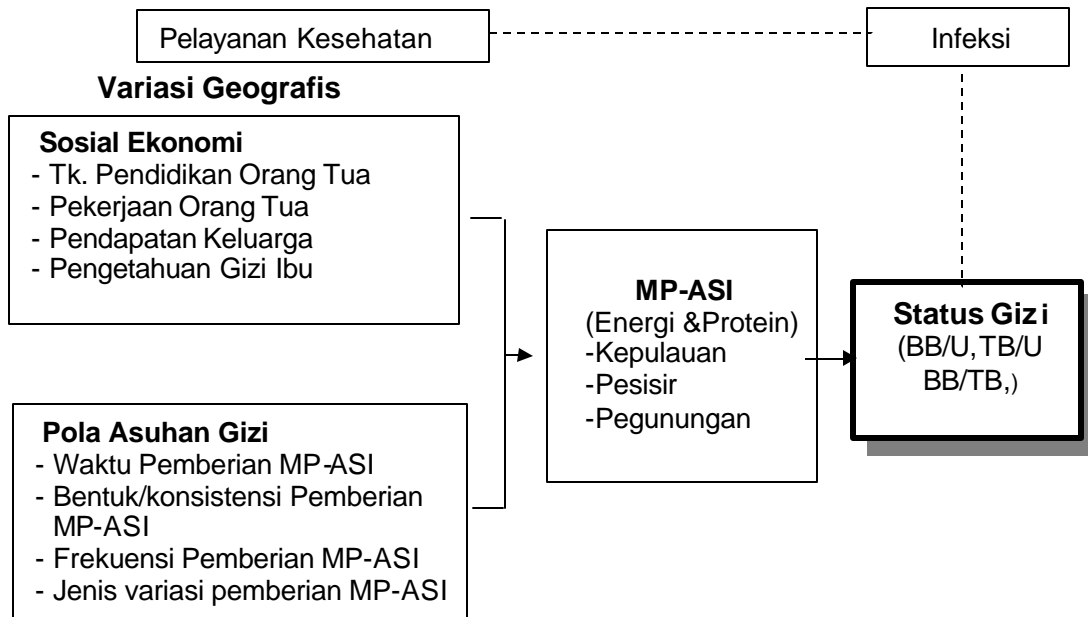 Pelayanan Kesehatan
Infeksi
Variasi Geografis
Sosial Ekonomi
- Tk. Pendidikan Orang Tua
- Pekerjaan Orang Tua
- Pendapatan Keluarga
- Pengetahuan Gizi Ibu
MP-ASI
(Energi &Protein)
-Kepulauan
-Pesisir
-Pegunungan
Status Gizi
(BB/U,TB/U
BB/TB,)
Pola Asuhan Gizi
- Waktu Pemberian MP-ASI
- Bentuk/konsistensi Pemberian
MP-ASI
- Frekuensi Pemberian MP-ASI
- Jenis variasi pemberian MP-ASI